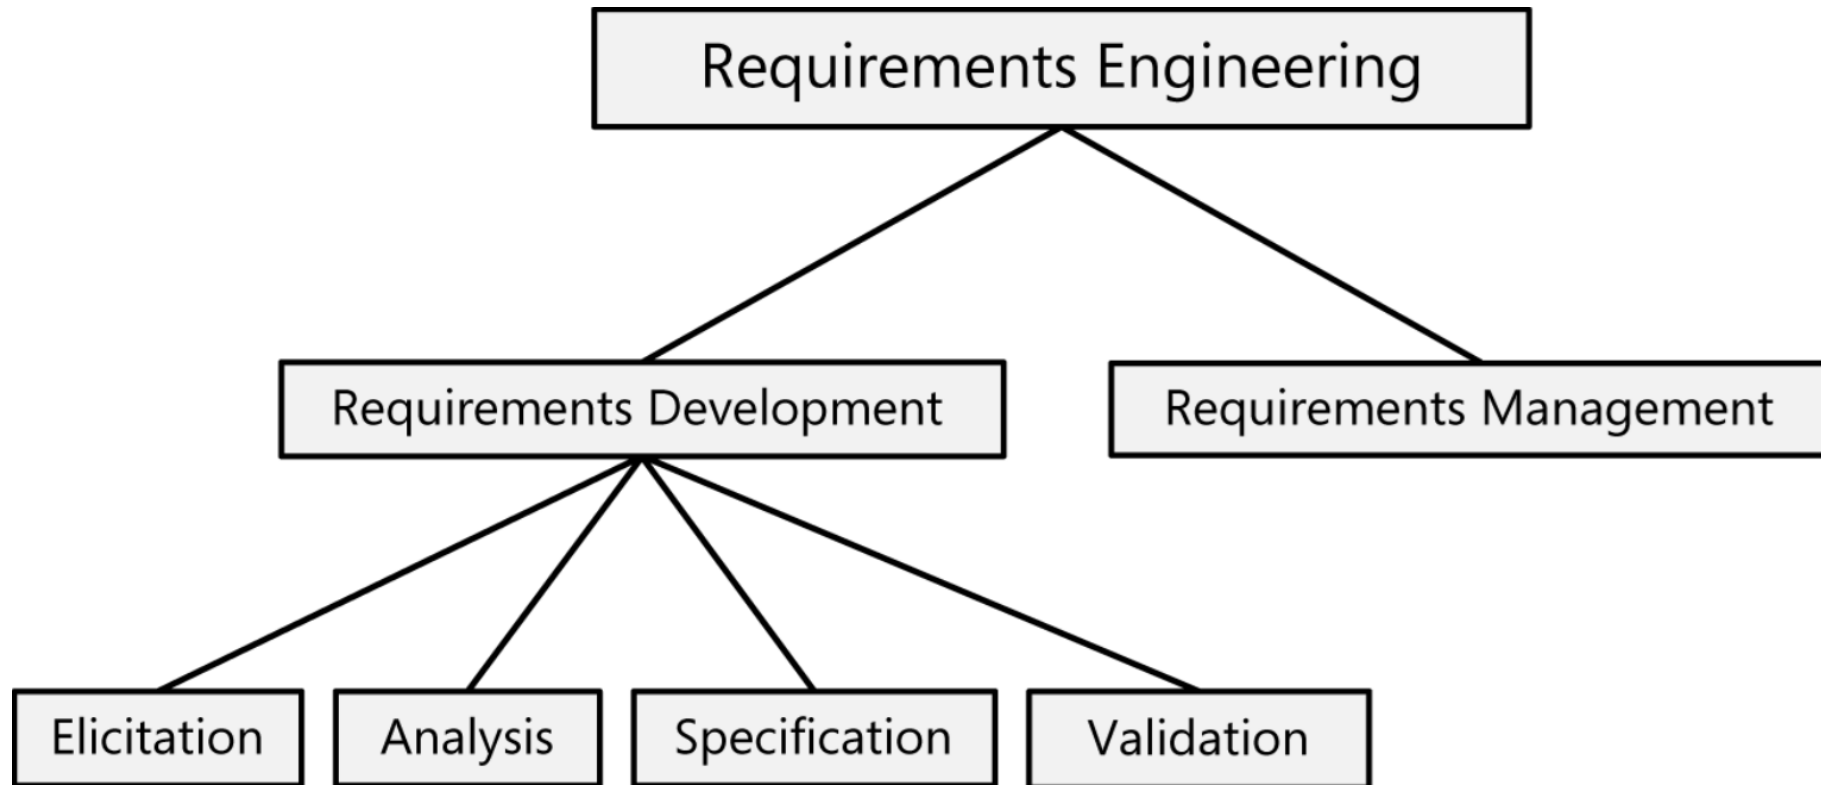 Requirements Engineering
Requirements Development
Requirements Management
Elicitation
Analysis
Specification
Validation